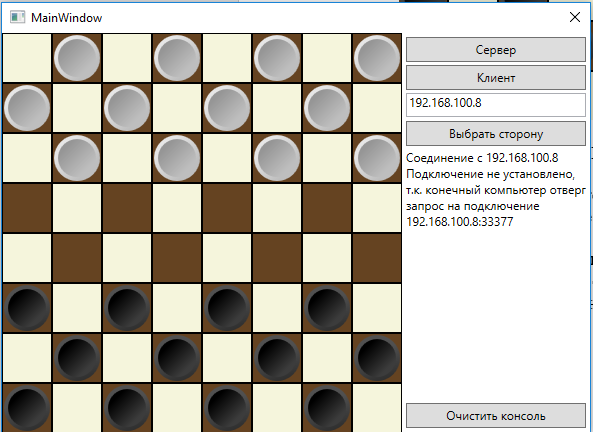 MainWindow
Сервер
Клиент
192.168.100.8
Выбрать сторону
Соединение с 192.168.100.8
Подключение не установлено,
т.к. конечный компьютер отверг
запрос на подключение
192.168.100.8:33377
Очистить консоль